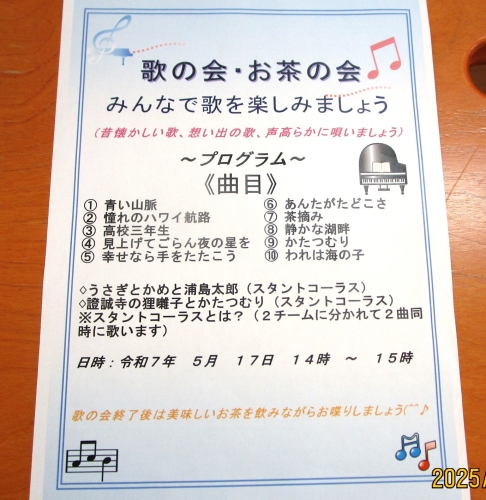 歌の会・お茶の会
みんなで歌を楽しみましょう
(昔懐かしい歌、想い出の歌、声高らかに唄いましょう)
～プログラム～
《曲目》
① 青い山脈
② 憧れのハワイ航路
③ 高校三年生
④ 見上げてごらん夜の星を
⑤ 幸せなら手をたたこう
⑥ あんたがたどこさ
⑦ 茶摘み
⑧ 静かな湖畔
⑨ かたつむり
⑩ われは海の子
◇うさぎとかめと浦島太郎（スタントコーラス）
◇證誠寺の狸囃子とかたつむり（スタントコーラス）
※スタントコーラスとは？（２チームに分かれて２曲同
時に歌います）
日時：令和７年 ５月 １７日 １４時 ～ １５時
歌の会終了後は美味しいお茶を飲みながらお喋りしましょう(^^♪
2025/